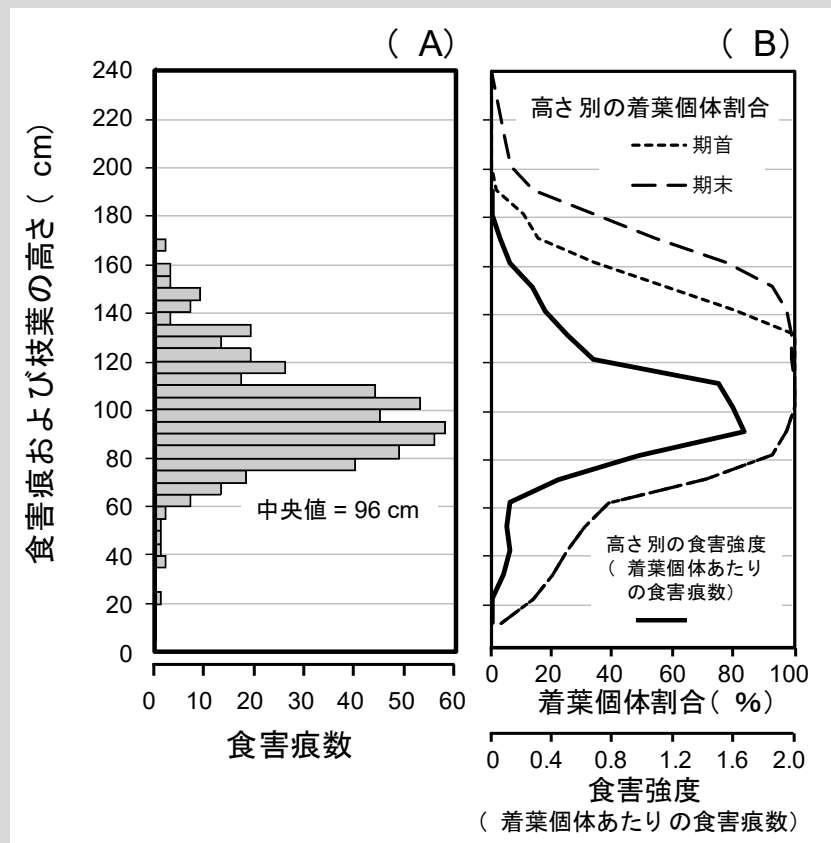 ( A)
( B)
240
220
200
180
160
140
120
100
80
60
40
20
0
食害痕および枝葉の高さ( cm)
中央値 = 96 cm
0 10 20 30 40 50 60
食害痕数
高さ別の着葉個体割合
期首
期末
高さ別の食害強度
( 着葉個体あたり
の食害痕数)
0 20 40 60 80 100
着葉個体割合( %)
0 0.4 0.8 1.2 1.6 2.0
食害強度
( 着葉個体あたりの食害痕数)